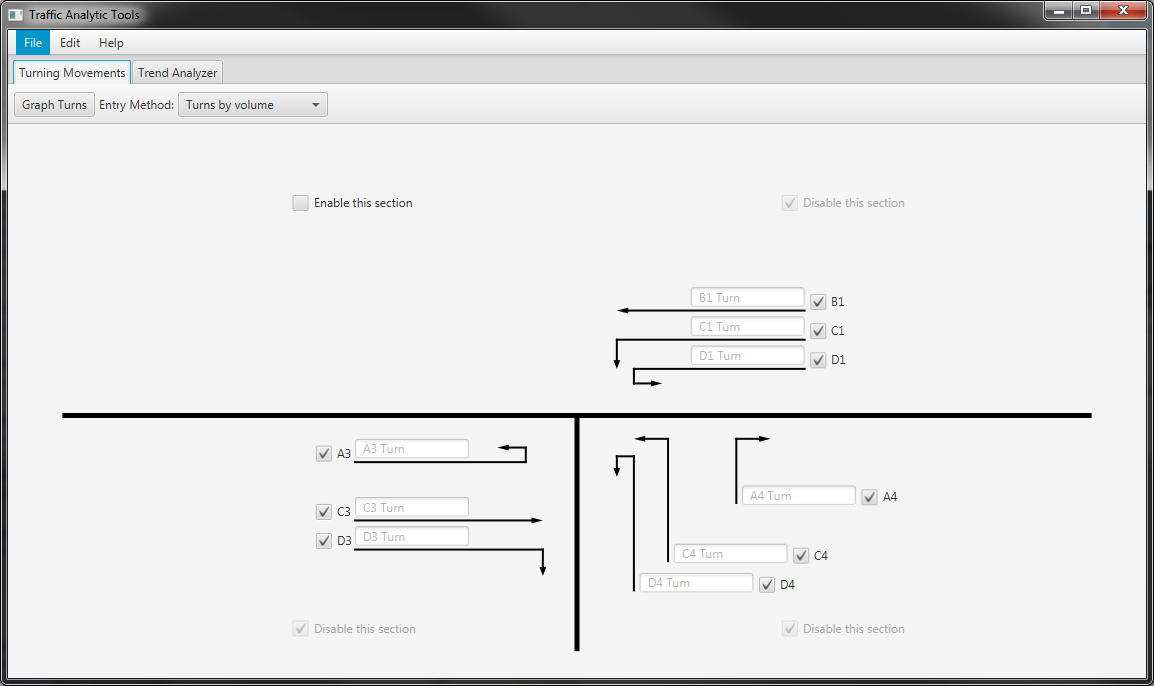 Traffic Analytic Tools
File Edit Help
Turning Movements Trend Analyzer
Graph Turns Entry Method: Turns by volume
Enable this section Disable this section
B1 Turn B1
C1 Turn C1
D1 Turn D1
A3 A3 Turn
A4 Turn A4
C3 C3 Turn
D3 D3 Turn
C4 Turn C4
D4 Turn D4
Disable this section Disable this section